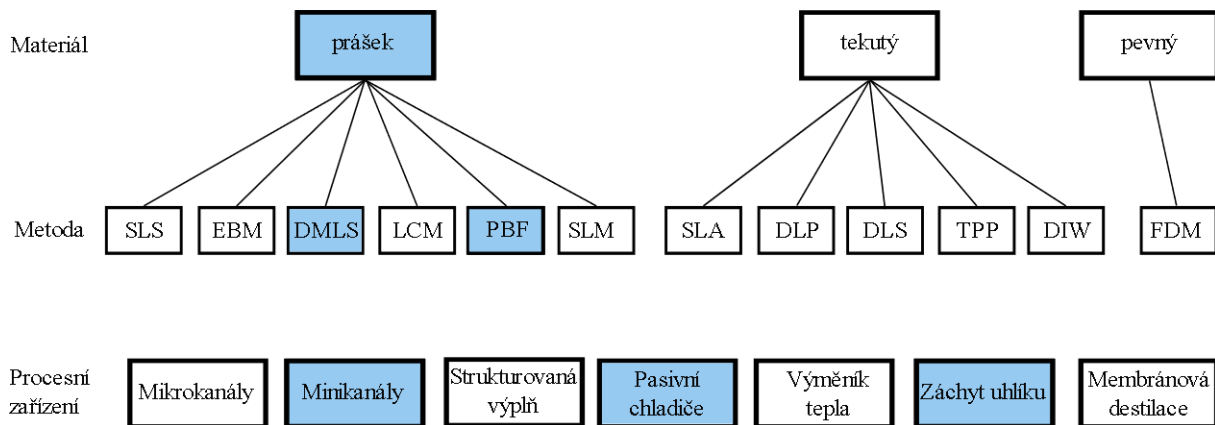 Materiál
prášek
tekutý
pevný
Metoda
SLS
EBM
DMLS
LCM
PBF
SLM
SLA
DLP
DLS
TPP
DIW
FDM
Procesní
zařízení
Mikrokanály
Minikanály
Strukturovaná
výplň
Pasivní
chladiče
Výměník
tepla
Záchyt uhlíku
Membránová
destilace